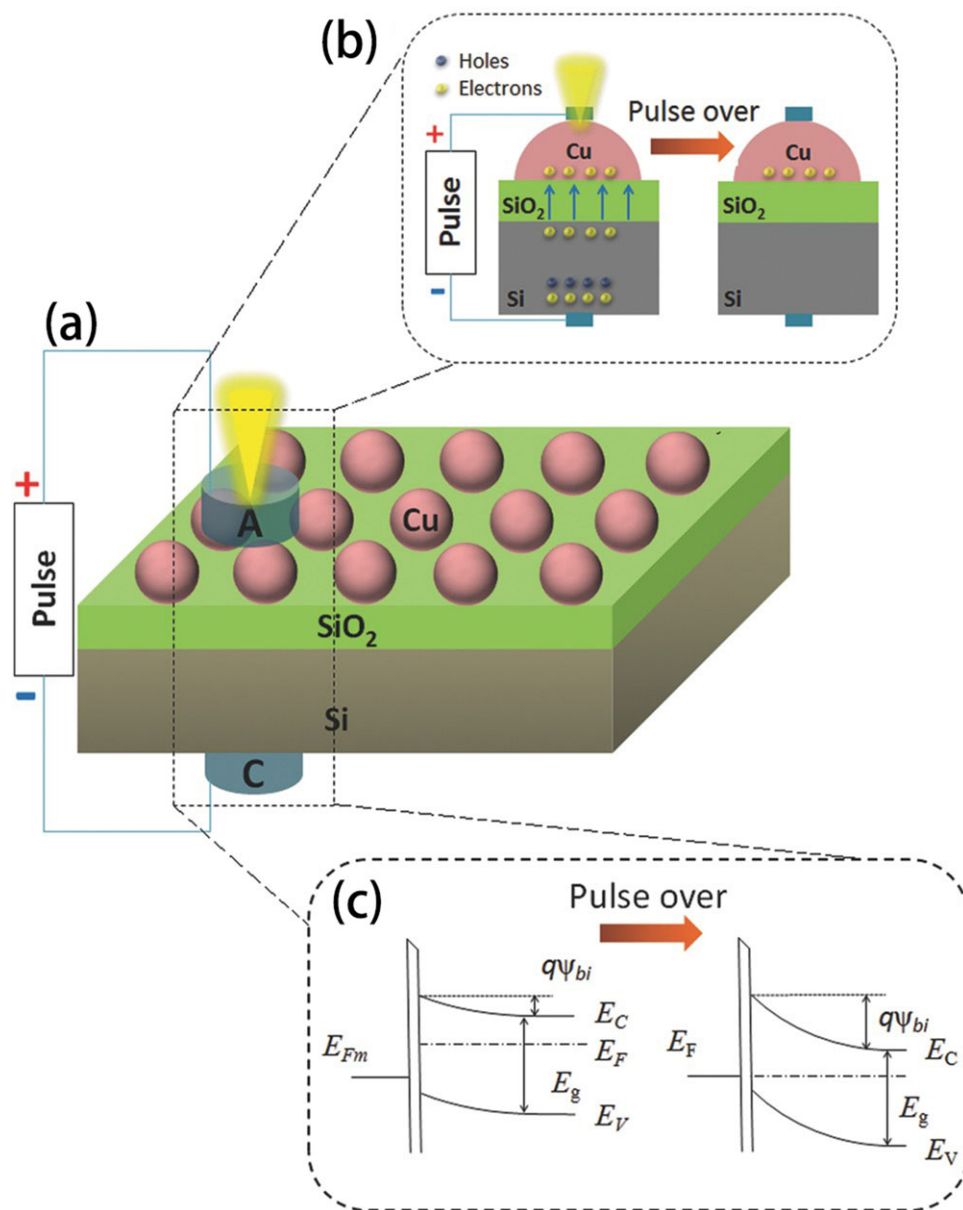 (b)
Holes
Electrons
Pulse over
+
Pulse
-
Cu
SiO2
Si
Cu
SiO2
Si
(a)
+
Pulse
-
A
Cu
SiO2
Si
C
(c)
Pulse over
qψbi
EC
EFm
EF
Eg
EV
qψbi
EF
EC
Eg
EV